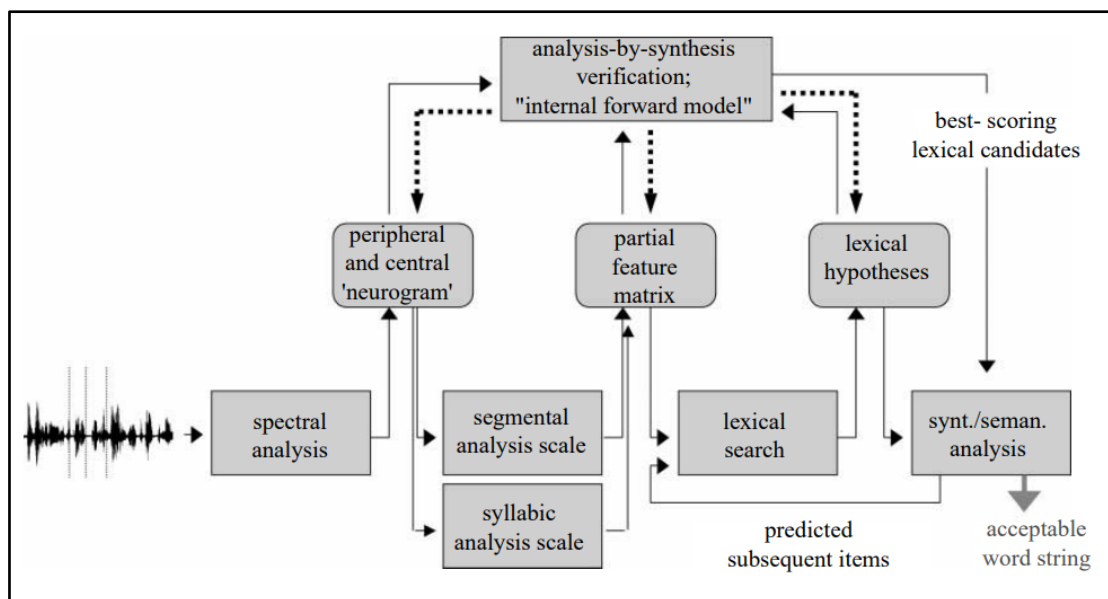 analysis-by-synthesis
verification;
"internal forward model"
best- scoring
lexical candidates
peripheral
and central
'neurogram'
partial
feature
matrix
lexical
hypotheses
spectral
analysis
segmental
analysis scale
lexical
search
synt./seman.
analysis
syllabic
analysis scale
predicted
subsequent items
acceptable
word string